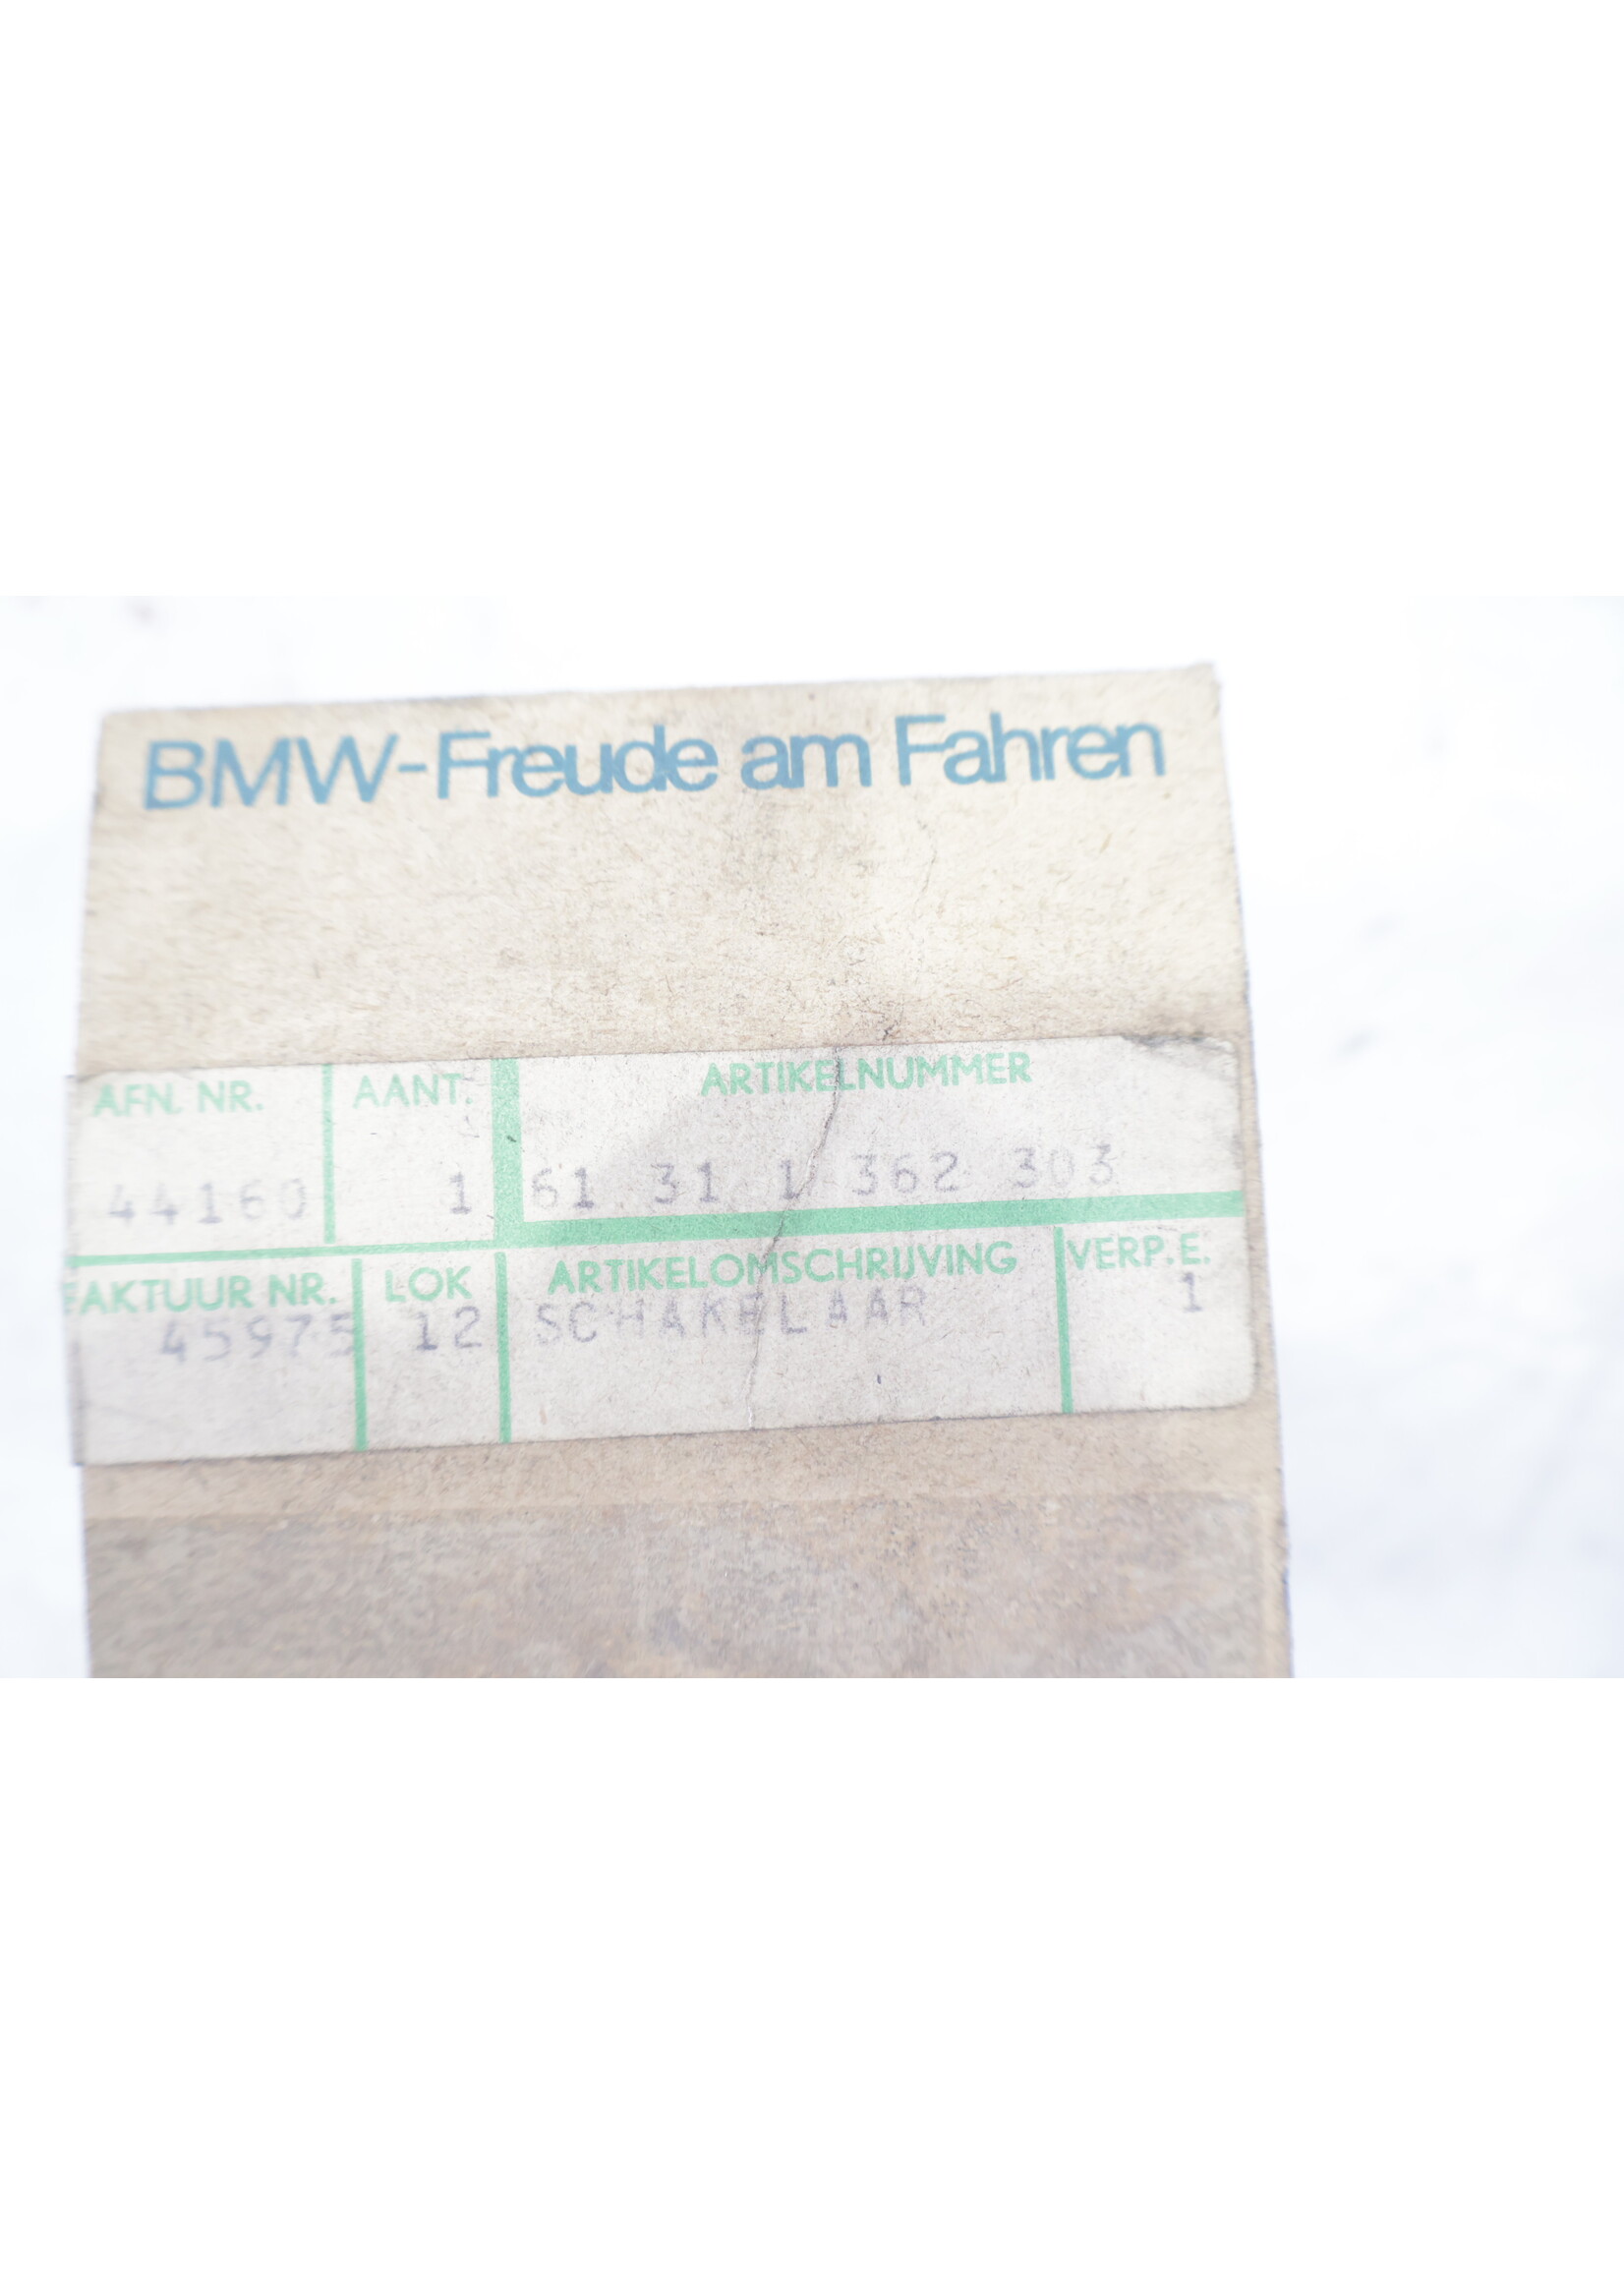 BMW-Freude am Fahren
AFN. NR. AANT. ARTIKELNUMMER
44160 1 61 31 1 362 303
FAKTUUR NR. LOK ARTIKELOMSCHRIJVING VERP.E.
45975 12 SCHAKELAAR 1